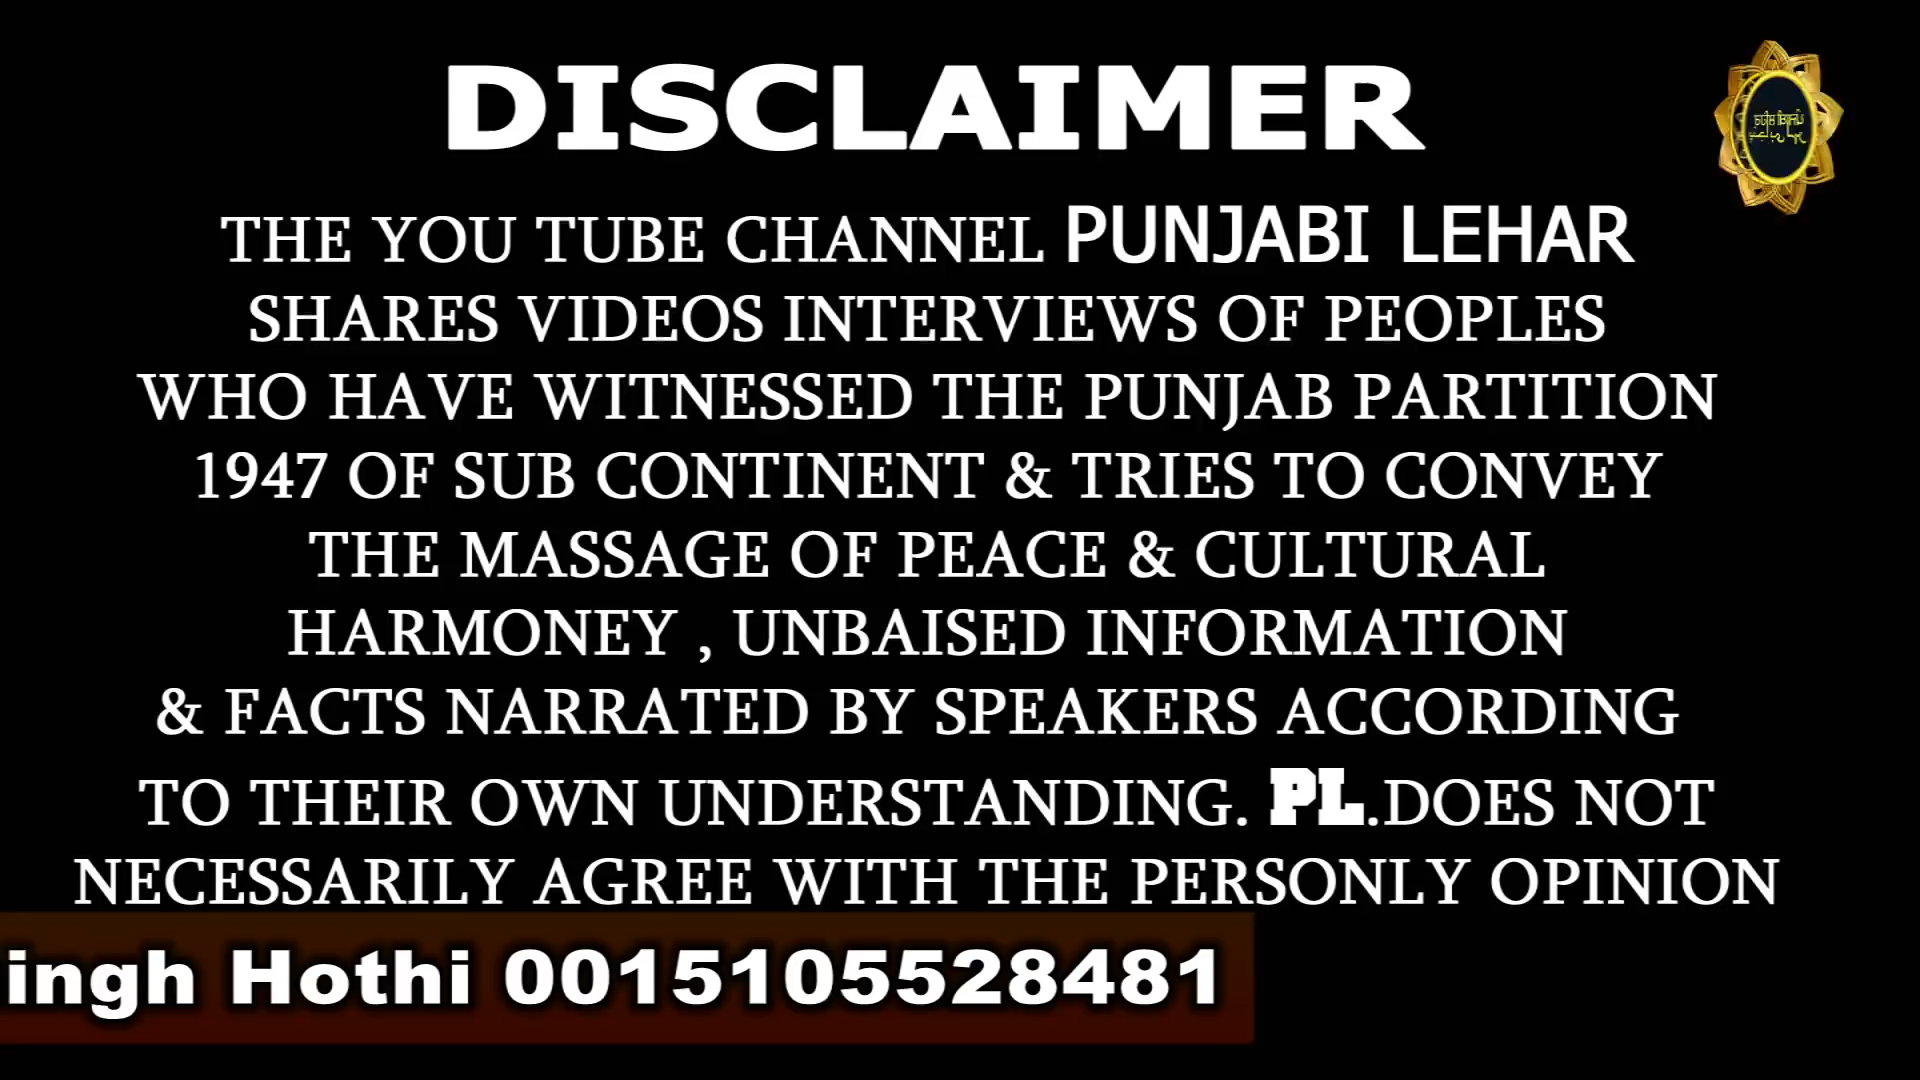 DISCLAIMER
THE YOU TUBE CHANNEL PUNJABI LEHAR
SHARES VIDEOS INTERVIEWS OF PEOPLES
WHO HAVE WITNESSED THE PUNJAB PARTITION
1947 OF SUB CONTINENT & TRIES TO CONVEY
THE MASSAGE OF PEACE & CULTURAL
HARMONEY , UNBAISED INFORMATION
& FACTS NARRATED BY SPEAKERS ACCORDING
TO THEIR OWN UNDERSTANDING. PL.DOES NOT
NECESSARILY AGREE WITH THE PERSONLY OPINION
ingh Hothi 0015105528481